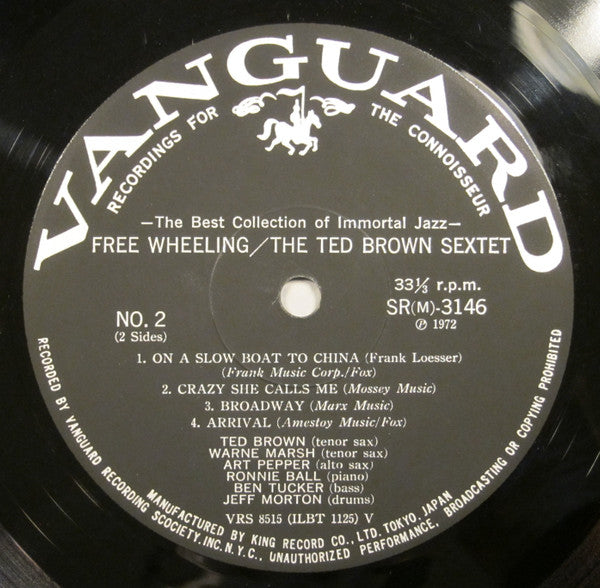 VANGUARD
RECORDINGS FOR THE CONNOISSEUR
—The Best Collection of Immortal Jazz—
FREE WHEELING/THE TED BROWN SEXTET
33⅓ r.p.m.
SR(M)-3146
℗ 1972
NO. 2
(2 Sides)
1. ON A SLOW BOAT TO CHINA (Frank Loesser)
(Frank Music Corp./Fox)
2. CRAZY SHE CALLS ME (Mossey Music)
3. BROADWAY (Marx Music)
4. ARRIVAL (Amestoy Music/Fox)
TED BROWN (tenor sax)
WARNE MARSH (tenor sax)
ART PEPPER (alto sax)
RONNIE BALL (piano)
BEN TUCKER (bass)
JEFF MORTON (drums)
VRS 8515 (ILBT 1125) V
MANUFACTURED BY KING RECORD CO., LTD. TOKYO, JAPAN
RECORDED BY VANGUARD RECORDING SCOCIETY, INC. N.Y.C., UNAUTHORIZED PERFORMANCE, BROADCASTING OR COPYING PROHIBITED